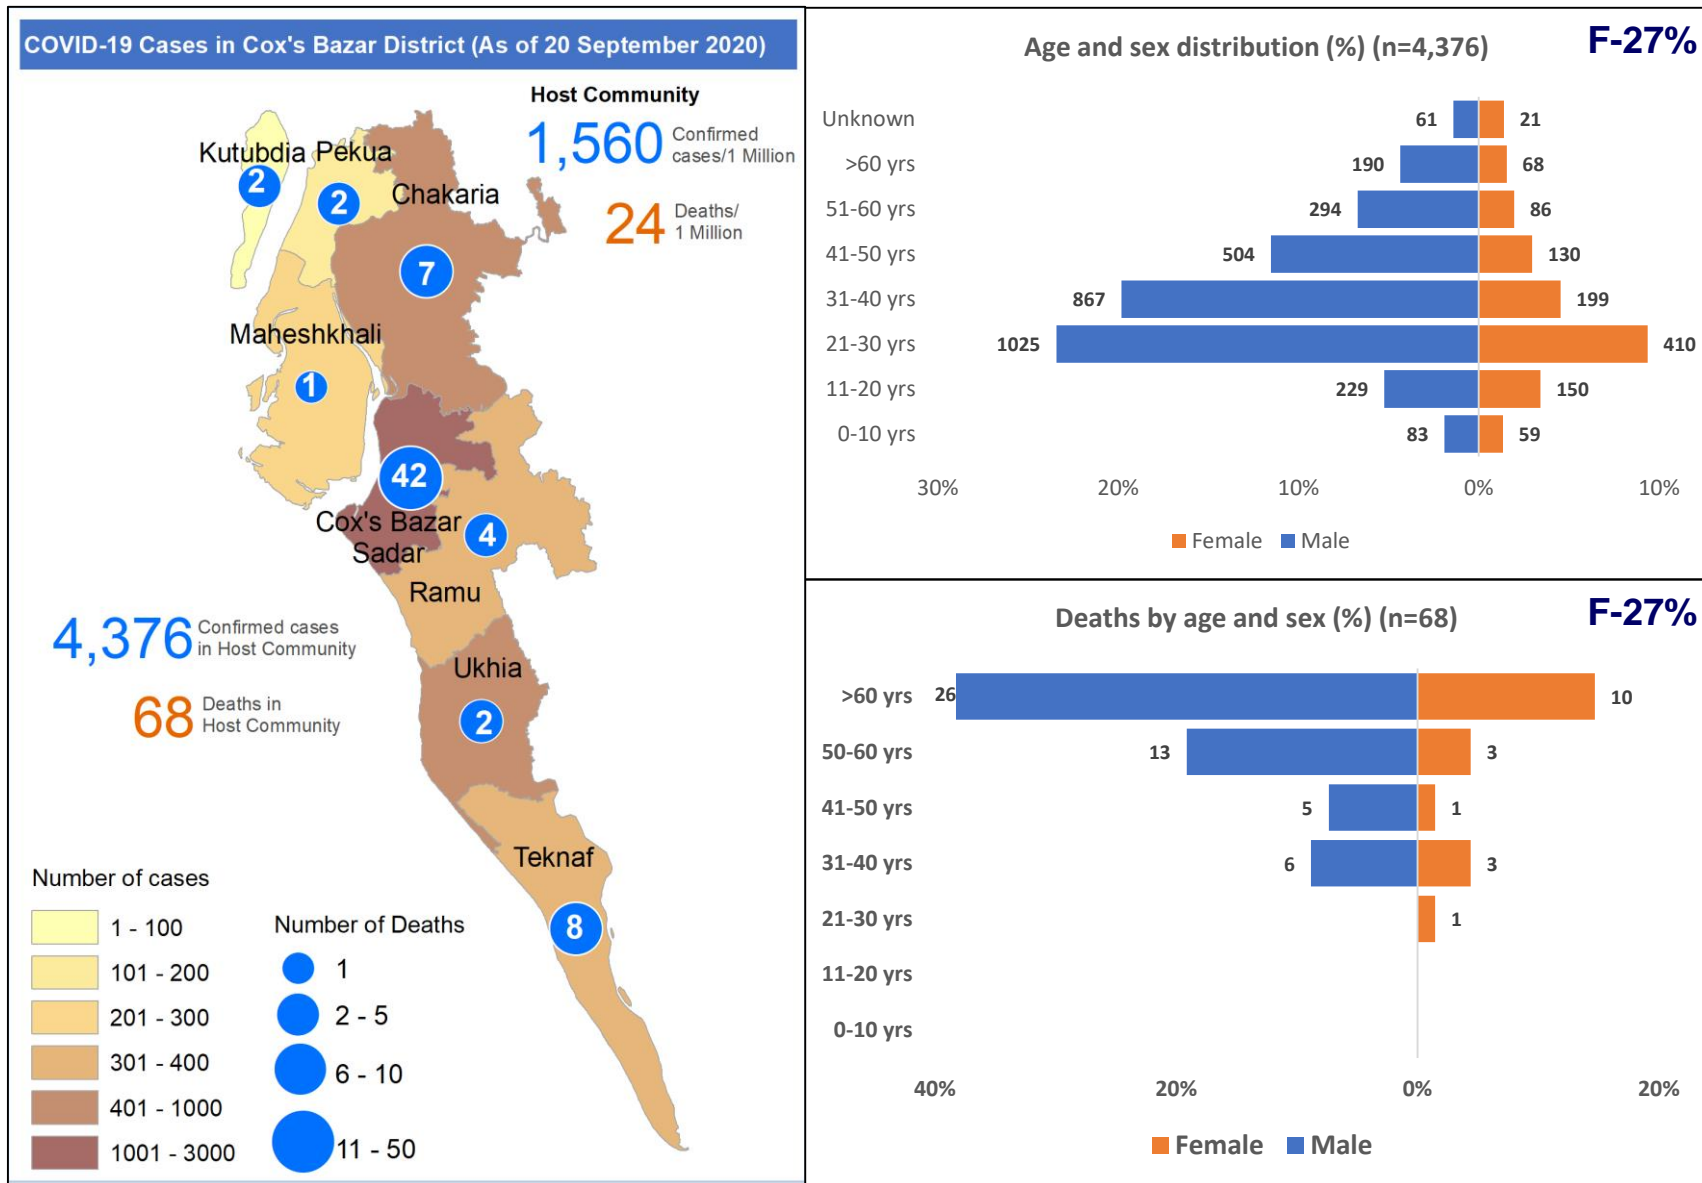 COVID-19 Cases in Cox's Bazar District (As of 20 September 2020)
Host Community
1,560 Confirmed cases/1 Million
24 Deaths/ 1 Million
Kutubdia
2
Pekua
2
Chakaria
7
Maheshkhali
1
42
Cox's Bazar
Sadar
4
Ramu
4,376 Confirmed cases in Host Community
68 Deaths in Host Community
Ukhia
2
Teknaf
8
Number of cases
1 - 100
101 - 200
201 - 300
301 - 400
401 - 1000
1001 - 3000
Number of Deaths
1
2 - 5
6 - 10
11 - 50
Age and sex distribution (%) (n=4,376)
F-27%
Unknown 61 21
>60 yrs 190 68
51-60 yrs 294 86
41-50 yrs 504 130
31-40 yrs 867 199
21-30 yrs 1025 410
11-20 yrs 229 150
0-10 yrs 83 59
30% 20% 10% 0% 10%
Female Male
Deaths by age and sex (%) (n=68)
F-27%
>60 yrs 26 10
50-60 yrs 13 3
41-50 yrs 5 1
31-40 yrs 6 3
21-30 yrs 1
11-20 yrs
0-10 yrs
40% 20% 0% 20%
Female Male